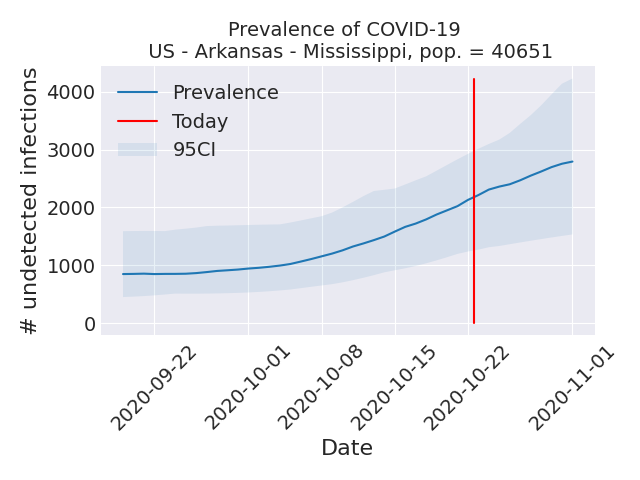 Prevalence of COVID-19
US - Arkansas - Mississippi, pop. = 40651
# undetected infections
4000
3000
2000
1000
0
Prevalence
Today
95CI
2020-09-22
2020-10-01
2020-10-08
2020-10-15
2020-10-22
2020-11-01
Date